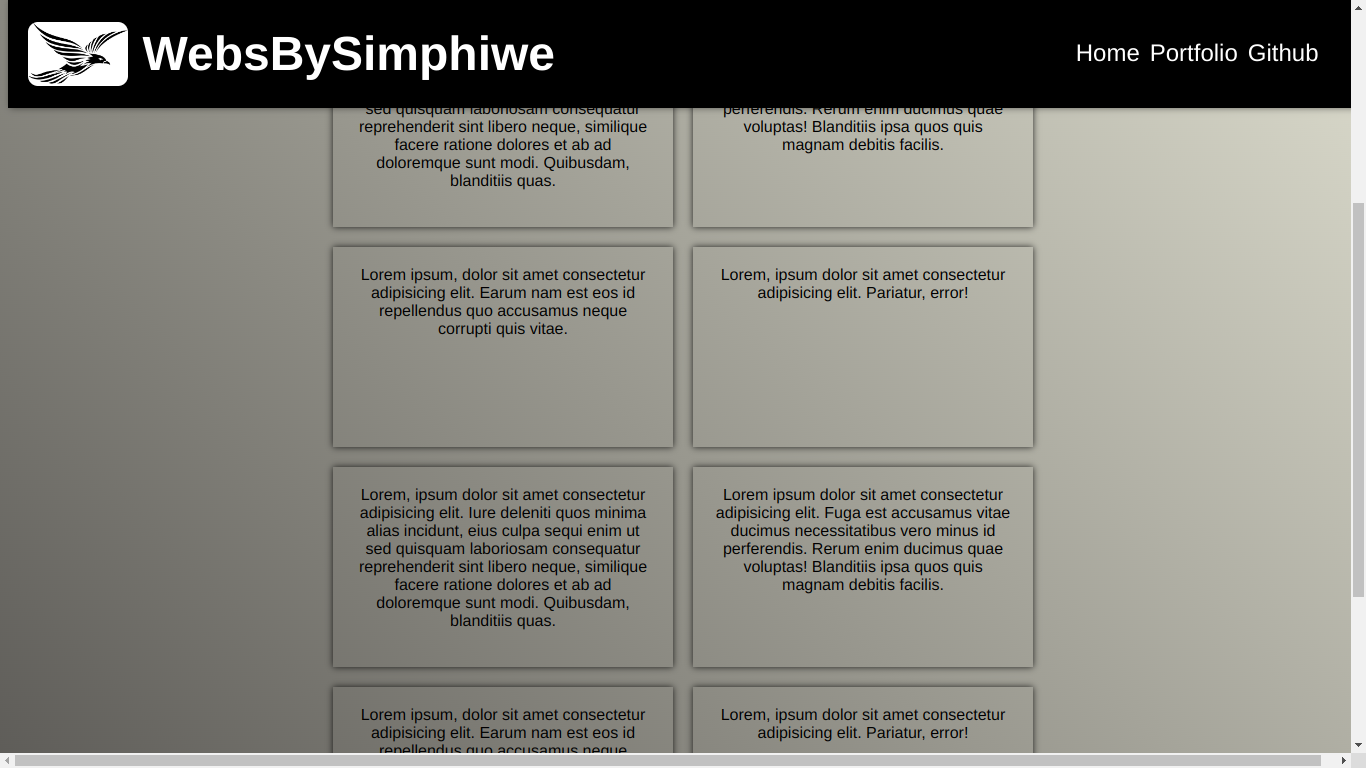 WebsBySimphiwe
Home Portfolio Github
sed quisquam laboriosam consequatur
reprehenderit sint libero neque, similique
facere ratione dolores et ab ad
doloremque sunt modi. Quibusdam,
blanditiis quas.
perferendis. Rerum enim ducimus quae
voluptas! Blanditiis ipsa quos quis
magnam debitis facilis.
Lorem ipsum, dolor sit amet consectetur
adipisicing elit. Earum nam est eos id
repellendus quo accusamus neque
corrupti quis vitae.
Lorem, ipsum dolor sit amet consectetur
adipisicing elit. Pariatur, error!
Lorem, ipsum dolor sit amet consectetur
adipisicing elit. Iure deleniti quos minima
alias incidunt, eius culpa sequi enim ut
sed quisquam laboriosam consequatur
reprehenderit sint libero neque, similique
facere ratione dolores et ab ad
doloremque sunt modi. Quibusdam,
blanditiis quas.
Lorem ipsum dolor sit amet consectetur
adipisicing elit. Fuga est accusamus vitae
ducimus necessitatibus vero minus id
perferendis. Rerum enim ducimus quae
voluptas! Blanditiis ipsa quos quis
magnam debitis facilis.
Lorem ipsum, dolor sit amet consectetur
adipisicing elit. Earum nam est eos id
repellendus quo accusamus neque
Lorem, ipsum dolor sit amet consectetur
adipisicing elit. Pariatur, error!